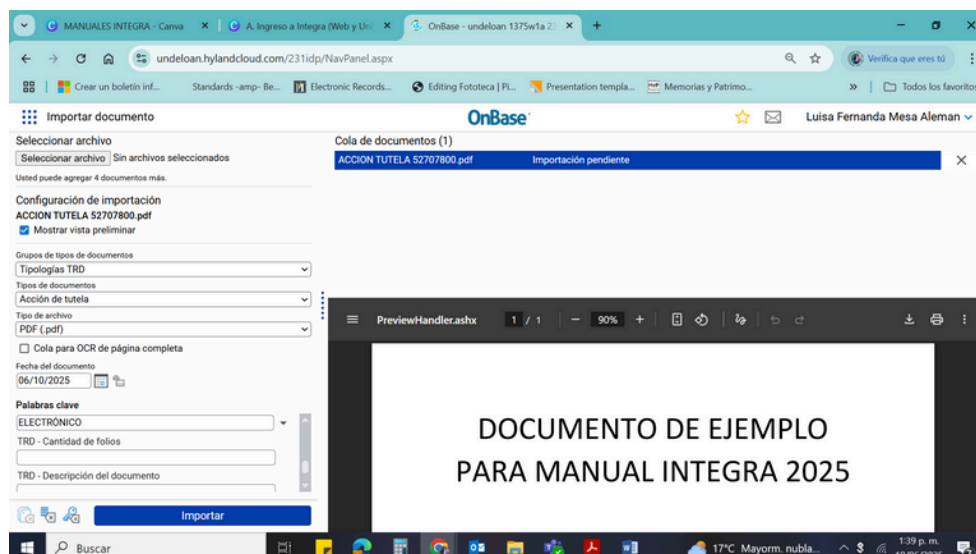 MANUALES INTEGRA - Canva
A. Ingreso a Integra (Web y Uni
OnBase - undeloan 1375w1a 2
undeloan.hylandcloud.com/231idp/NavPanel.aspx
Verifica que eres tú
Crear un boletín inf...
Standards -amp- Be...
Electronic Records...
Editing Fototeca | Pi...
Presentation templa...
Memorias y Patrimo...
Todos los favoritos
Importar documento
OnBase
Luisa Fernanda Mesa Aleman
Seleccionar archivo
Seleccionar archivo Sin archivos seleccionados
Usted puede agregar 4 documentos más.
Configuración de importación
ACCION TUTELA 52707800.pdf
Mostrar vista preliminar
Grupos de tipos de documentos
Tipologías TRD
Tipos de documentos
Acción de tutela
Tipo de archivo
PDF (.pdf)
Cola para OCR de página completa
Fecha del documento
06/10/2025
Palabras clave
ELECTRÓNICO
TRD - Cantidad de folios
TRD - Descripción del documento
Importar
Cola de documentos (1)
ACCION TUTELA 52707800.pdf Importación pendiente
PreviewHandler.ashx 1 / 1 90%
DOCUMENTO DE EJEMPLO
PARA MANUAL INTEGRA 2025
Buscar
17°C Mayorm. nubla...
1:39 p. m.